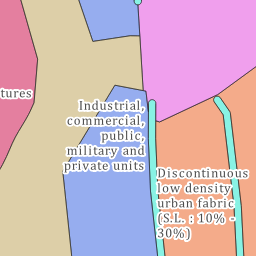 tures
Industrial,
commercial,
public,
military and
private units
Discontinuous
low density
urban fabric
(S.L. : 10% -
30%)